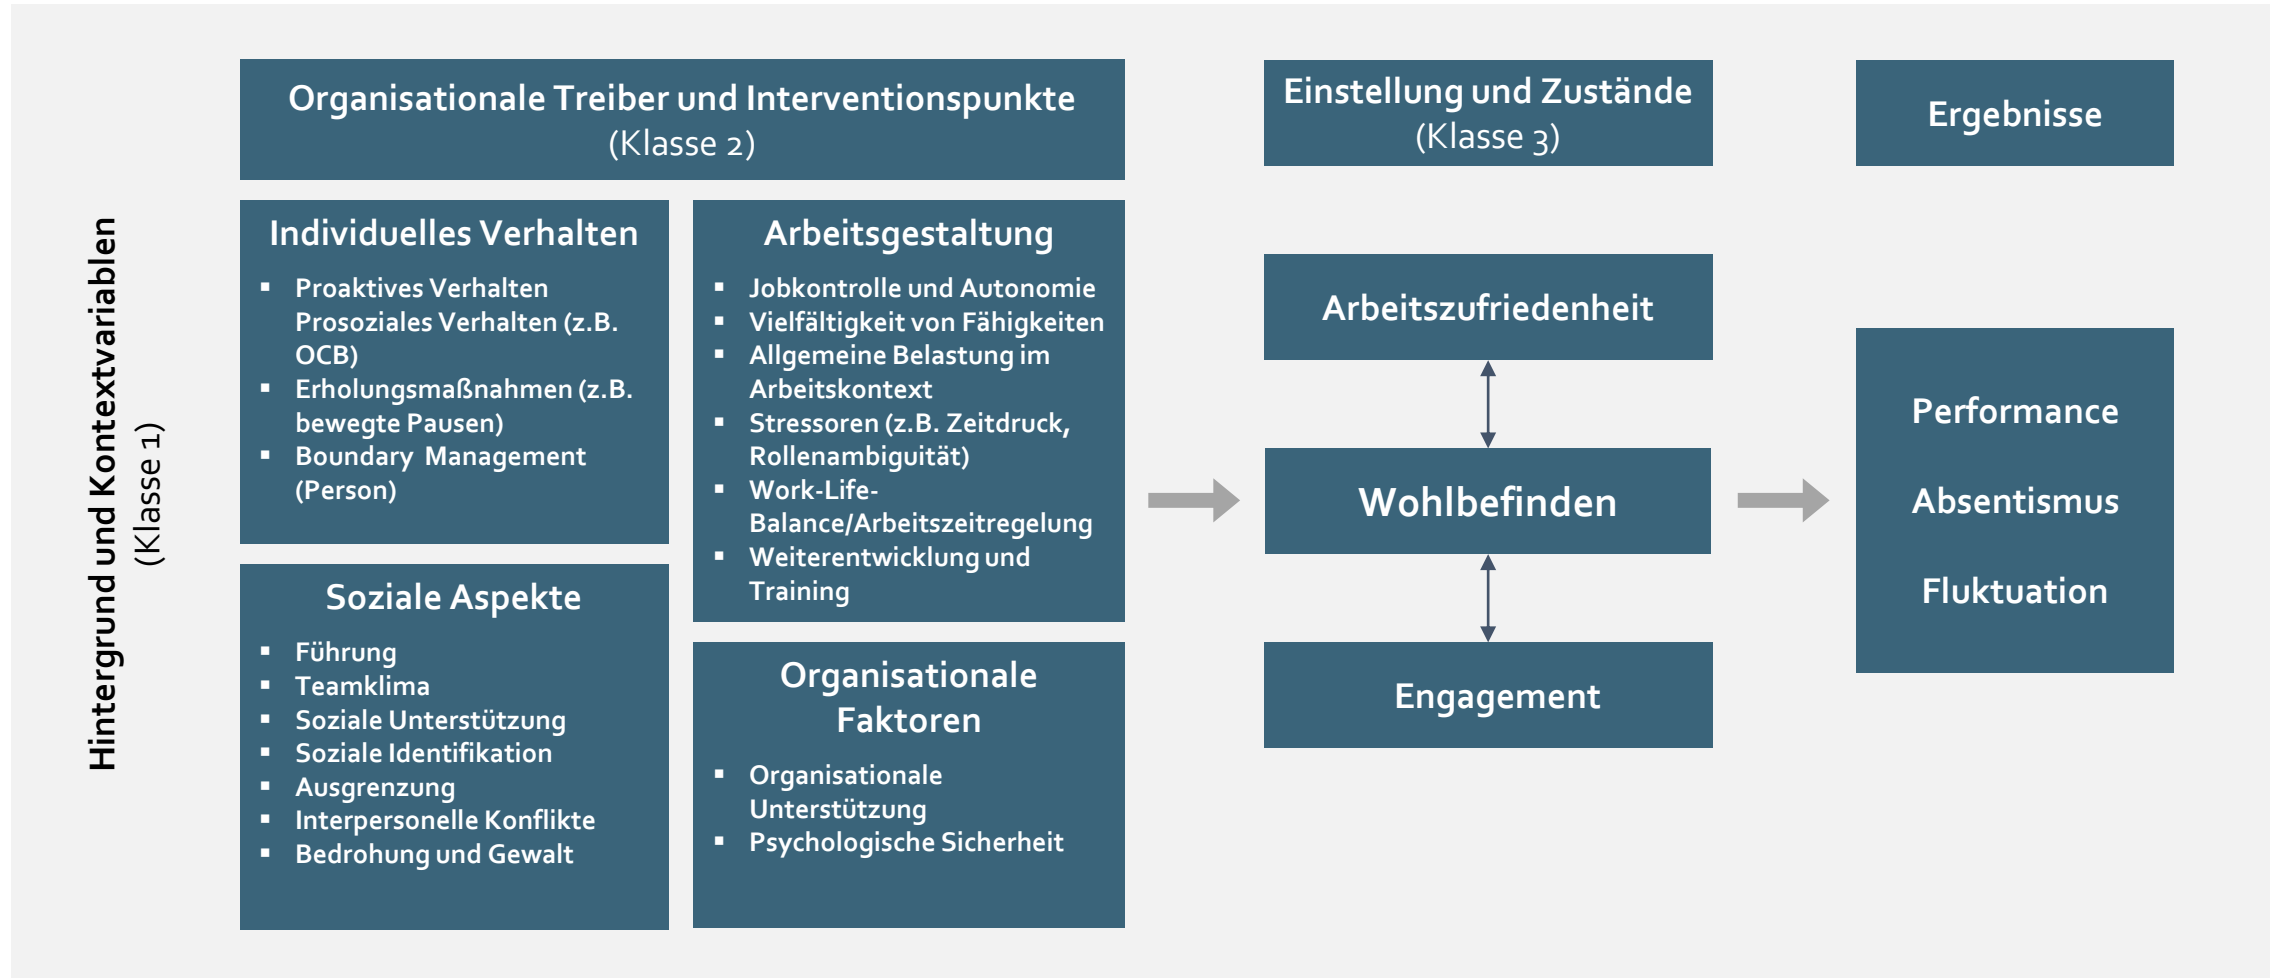 Hintergrund und Kontextvariablen
(Klasse 1)
Organisationale Treiber und Interventionspunkte
(Klasse 2)
Individuelles Verhalten
▪ Proaktives Verhalten
Prosoziales Verhalten (z.B.
OCB)
▪ Erholungsmaßnahmen (z.B.
bewegte Pausen)
▪ Boundary Management
(Person)
Soziale Aspekte
▪ Führung
▪ Teamklima
▪ Soziale Unterstützung
▪ Soziale Identifikation
▪ Ausgrenzung
▪ Interpersonelle Konflikte
▪ Bedrohung und Gewalt
Arbeitsgestaltung
▪ Jobkontrolle und Autonomie
▪ Vielfältigkeit von Fähigkeiten
▪ Allgemeine Belastung im
Arbeitskontext
▪ Stressoren (z.B. Zeitdruck,
Rollenambiguität)
▪ Work-Life-
Balance/Arbeitszeitregelung
▪ Weiterentwicklung und
Training
Organisationale
Faktoren
▪ Organisationale
Unterstützung
▪ Psychologische Sicherheit
Einstellung und Zustände
(Klasse 3)
Arbeitszufriedenheit
Wohlbefinden
Engagement
Ergebnisse
Performance
Absentismus
Fluktuation